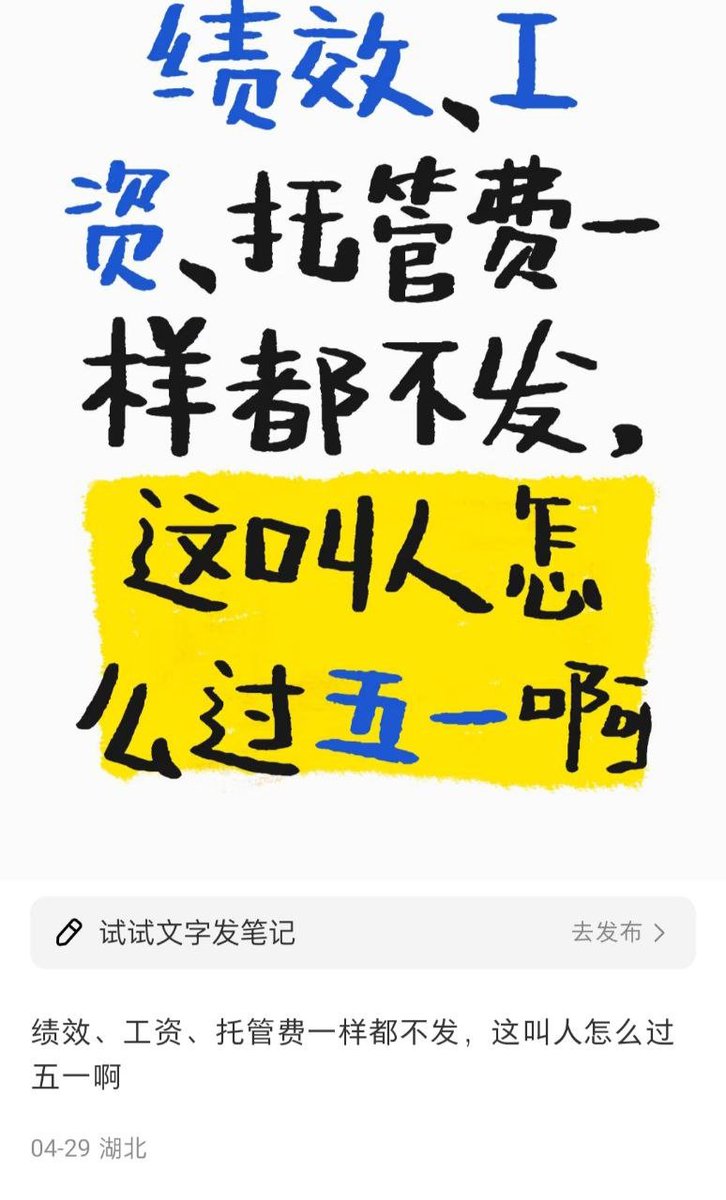 绩效、工
资、托管费一
样都不发，
这叫人怎
么过五一啊
试试文字发笔记
去发布 >
绩效、工资、托管费一样都不发，这叫人怎么过
五一啊
04-29 湖北